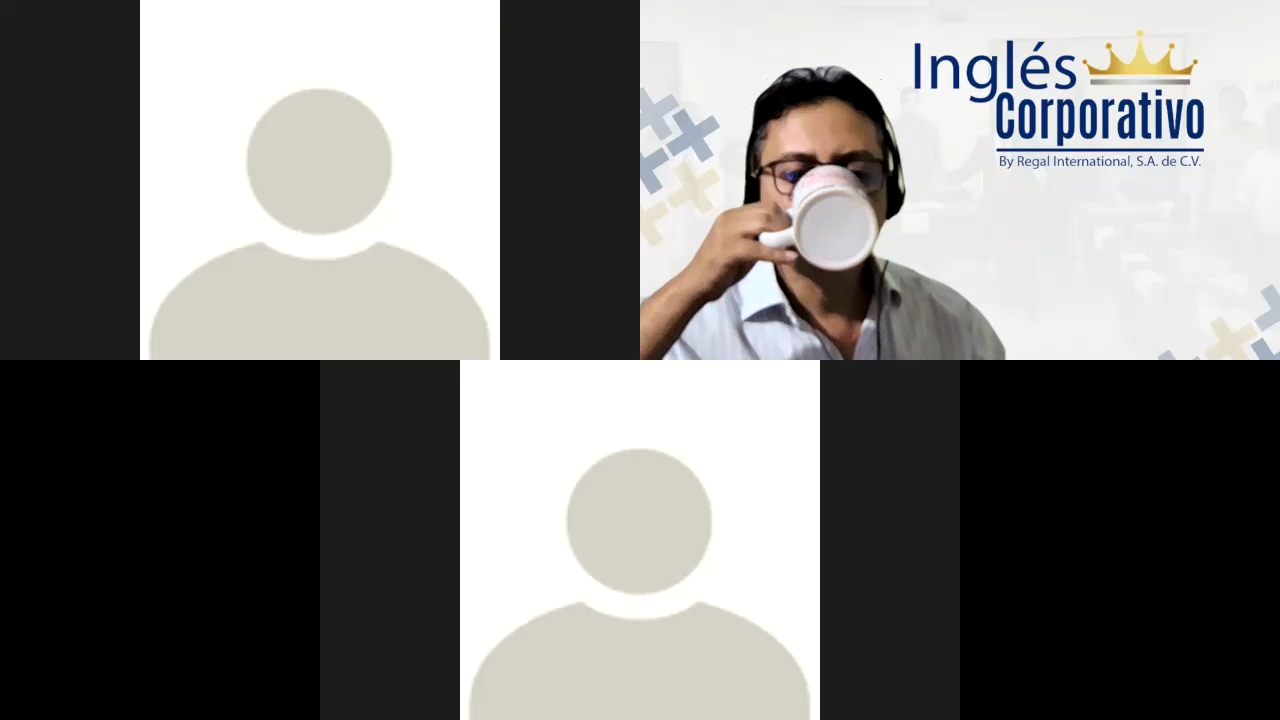 Inglés
Corporativo
By Regal International, S.A. de C.V.